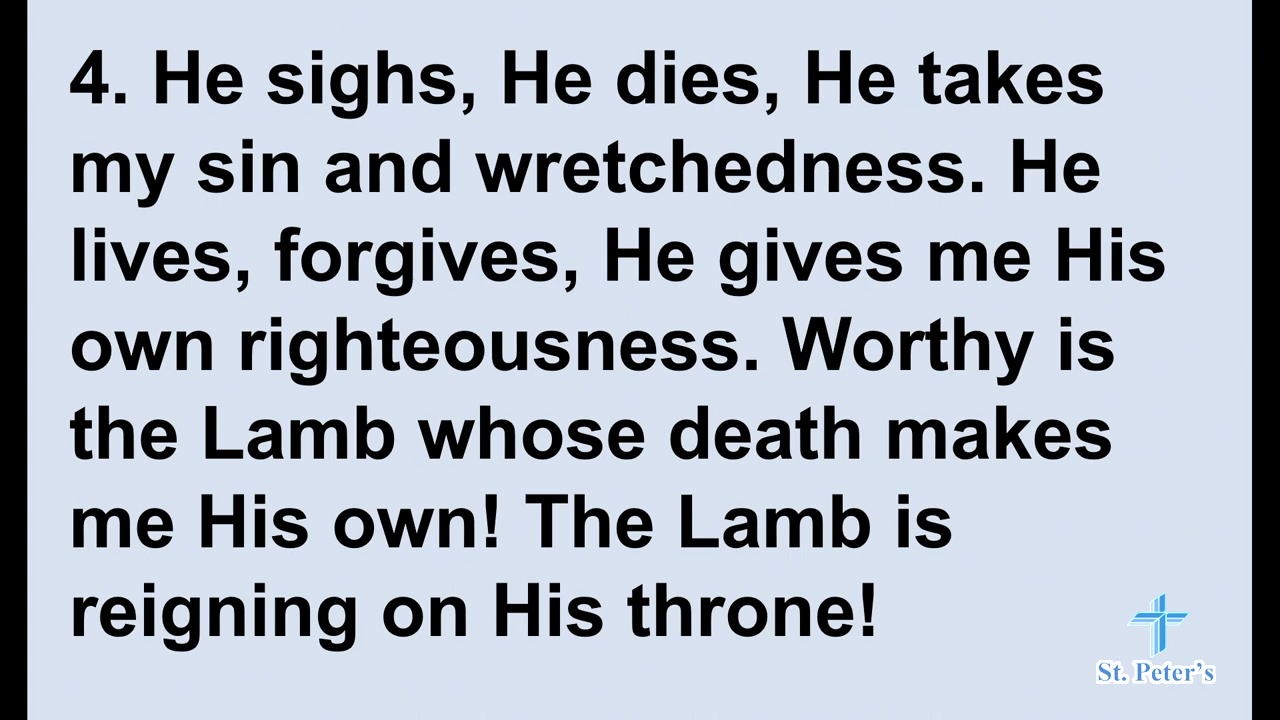 4. He sighs, He dies, He takes
my sin and wretchedness. He
lives, forgives, He gives me His
own righteousness. Worthy is
the Lamb whose death makes
me His own! The Lamb is
reigning on His throne!
St. Peter’s